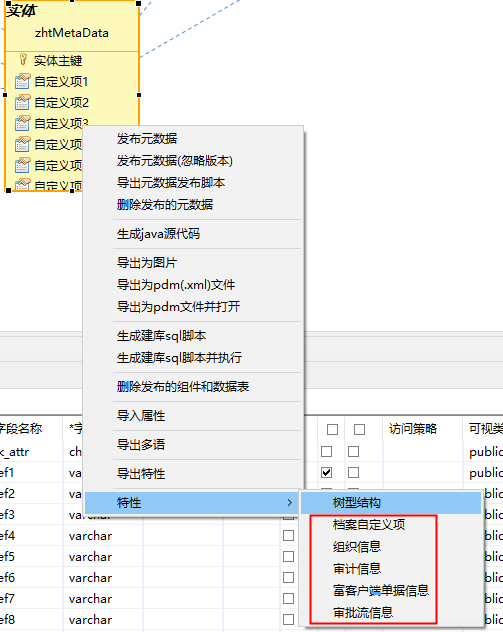 实体
zhtMetaData
实体主键
自定义项1
自定义项2
自定义项3
自定义项
自定义项
自定义项
发布元数据
发布元数据(忽略版本)
导出元数据发布脚本
删除发布的元数据
生成java源代码
导出为图片
导出为pdm(.xml)文件
导出为pdm文件并打开
生成建库sql脚本
生成建库sql脚本并执行
删除发布的组件和数据表
导入属性
导出多语
导出特性
特性
树型结构
档案自定义项
组织信息
审计信息
富客户端单据信息
审批流信息
字段名称 *字 访问策略 可视类
k_attr ch public
ef1 va public
ef2 va public
ef3 varchar
ef4 varchar
ef5 varchar
ef6 varchar
ef7 varchar
ef8 varchar